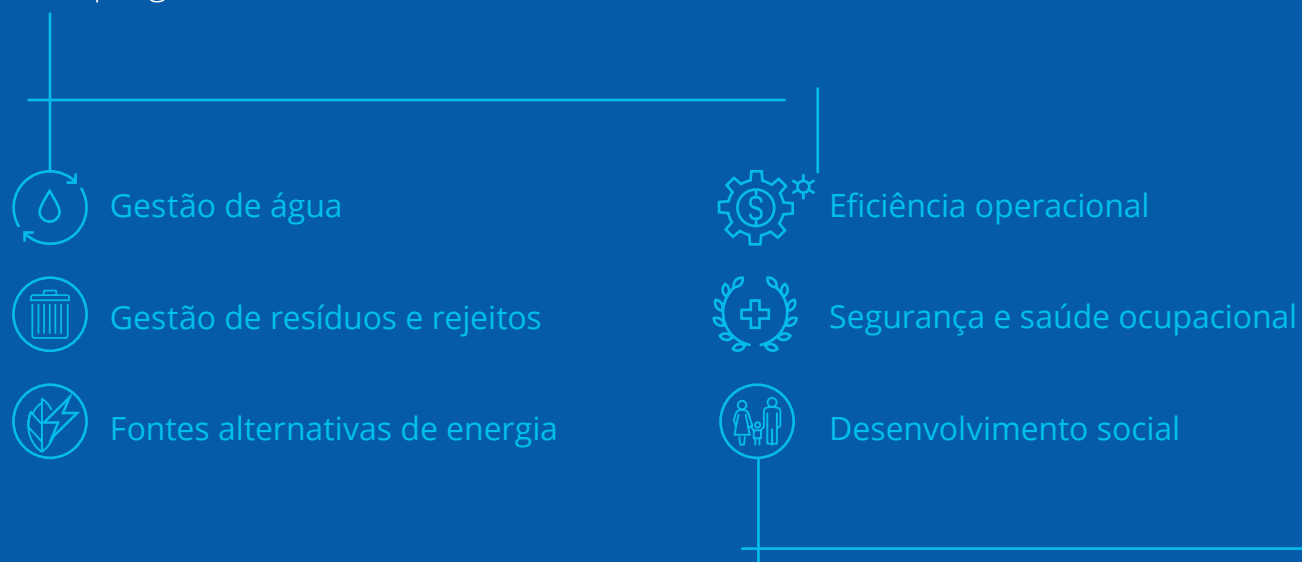 Gestão de água
Gestão de resíduos e rejeitos
Fontes alternativas de energia
Eficiência operacional
Segurança e saúde ocupacional
Desenvolvimento social